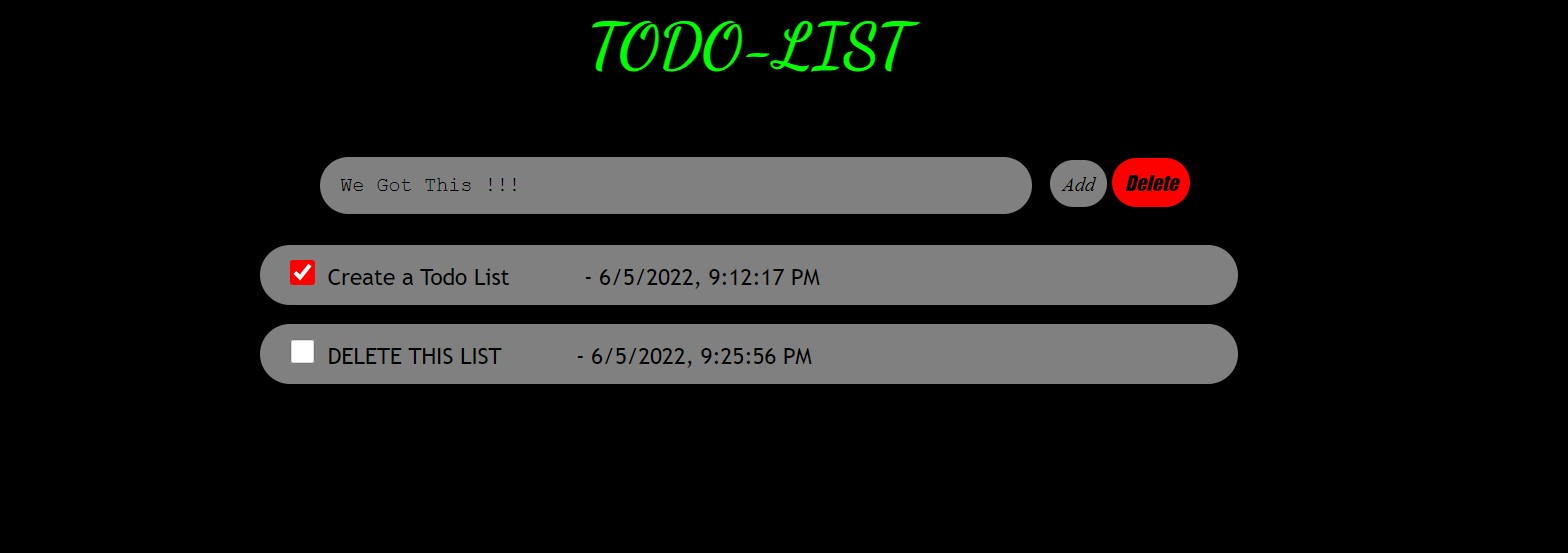 TODO-LIST
We Got This !!! Add Delete
Create a Todo List - 6/5/2022, 9:12:17 PM
DELETE THIS LIST - 6/5/2022, 9:25:56 PM